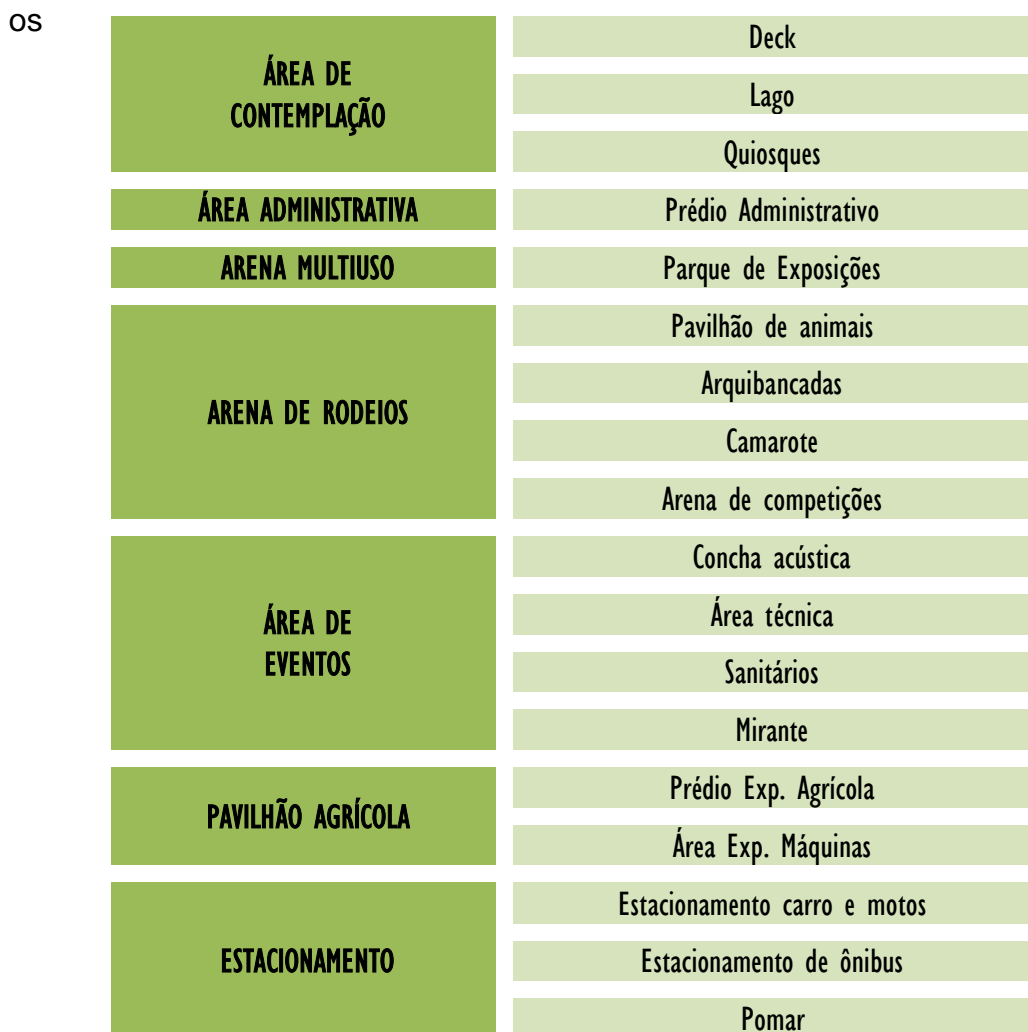 os
ÁREA DE
CONTEMPLAÇÃO
Deck
Lago
Quiosques
ÁREA ADMINISTRATIVA
Prédio Administrativo
ARENA MULTIUSO
Parque de Exposições
ARENA DE RODEIOS
Pavilhão de animais
Arquibancadas
Camarote
Arena de competições
ÁREA DE
EVENTOS
Concha acústica
Área técnica
Sanitários
Mirante
PAVILHÃO AGRÍCOLA
Prédio Exp. Agrícola
Área Exp. Máquinas
ESTACIONAMENTO
Estacionamento carro e motos
Estacionamento de ônibus
Pomar